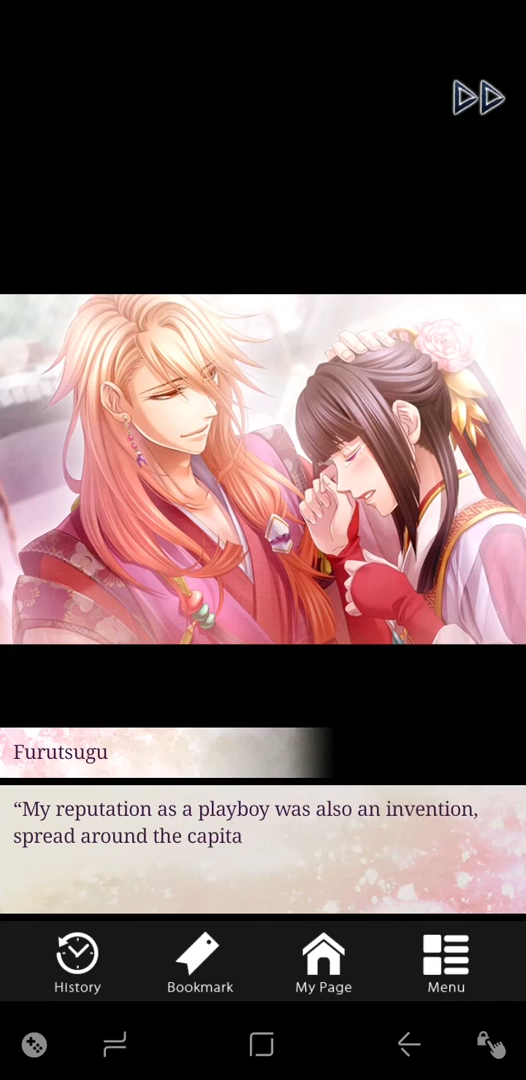 Furutsugu
“My reputation as a playboy was also an invention,
spread around the capita
History Bookmark My Page Menu